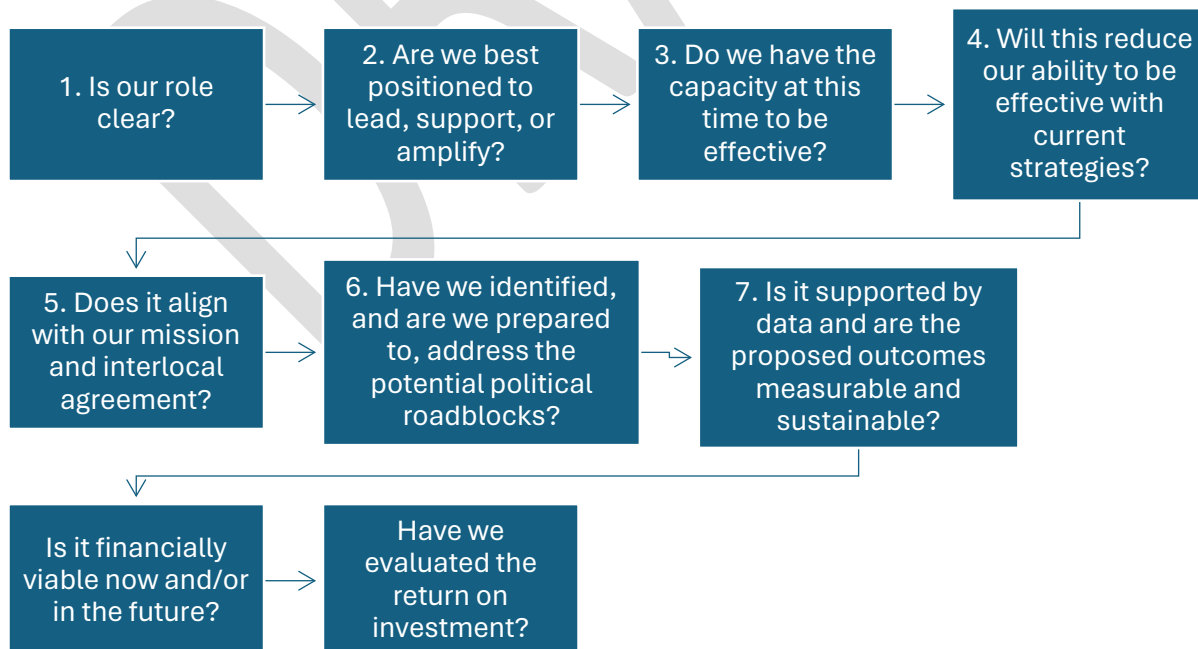 1. Is our role
clear?
2. Are we best
positioned to
lead, support, or
amplify?
3. Do we have the
capacity at this
time to be
effective?
4. Will this reduce
our ability to be
effective with
current
strategies?
5. Does it align
with our mission
and interlocal
agreement?
6. Have we identified,
and are we prepared
to, address the
potential political
roadblocks?
7. Is it supported by
data and are the
proposed outcomes
measurable and
sustainable?
Is it financially
viable now and/or
in the future?
Have we
evaluated the
return on
investment?